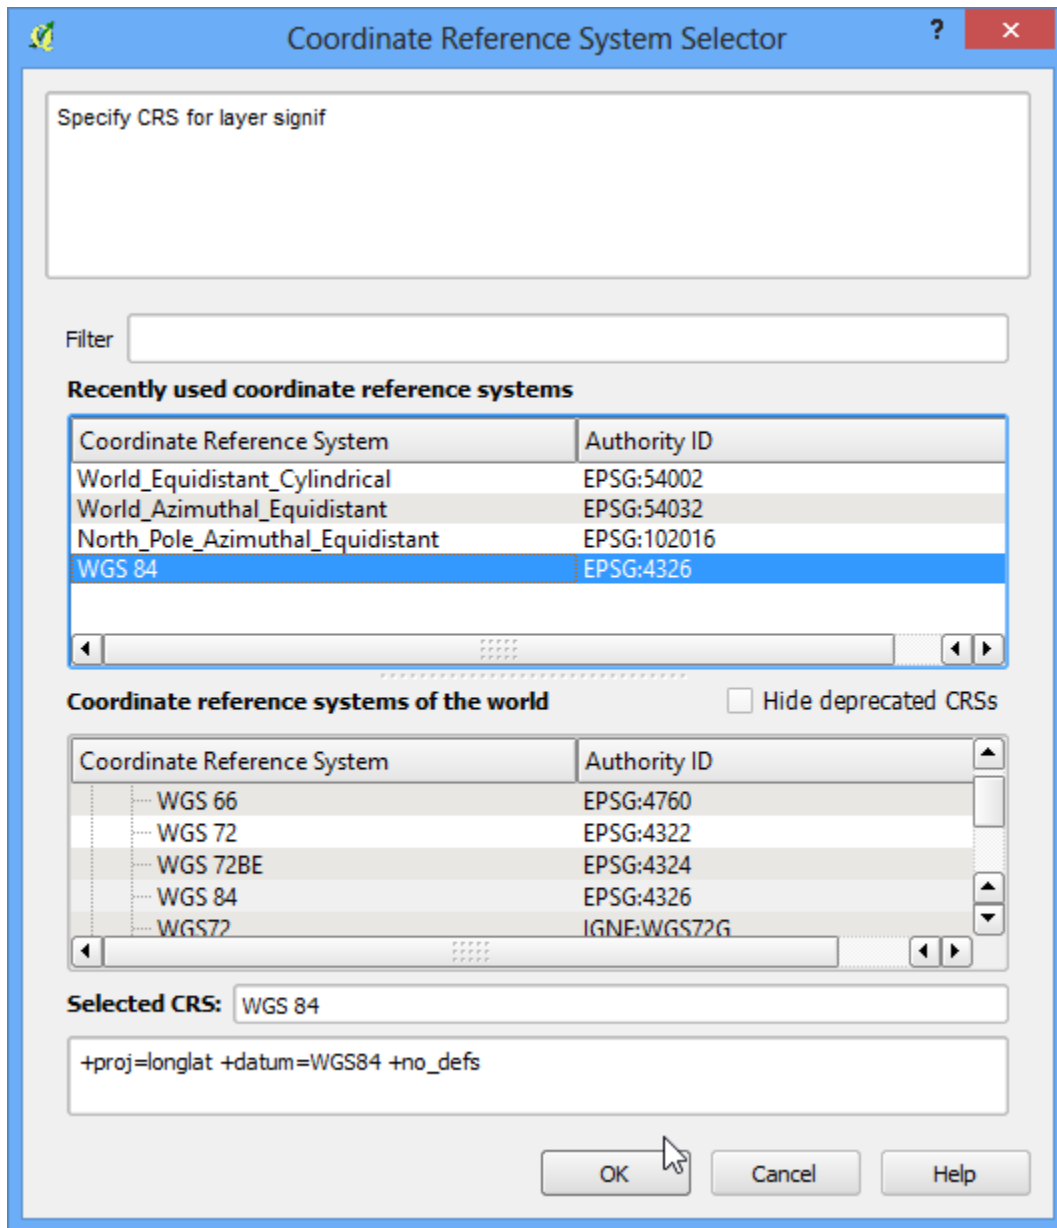 Coordinate Reference System Selector ? ×
Specify CRS for layer signif
Filter
Recently used coordinate reference systems
Coordinate Reference System Authority ID
World_Equidistant_Cylindrical EPSG:54002
World_Azimuthal_Equidistant EPSG:54032
North_Pole_Azimuthal_Equidistant EPSG:102016
WGS 84 EPSG:4326
Coordinate reference systems of the world Hide deprecated CRSs
Coordinate Reference System Authority ID
WGS 66 EPSG:4760
WGS 72 EPSG:4322
WGS 72BE EPSG:4324
WGS 84 EPSG:4326
WGS72 IGNF:WGS72G
Selected CRS: WGS 84
+proj=longlat +datum=WGS84 +no_defs
OK Cancel Help